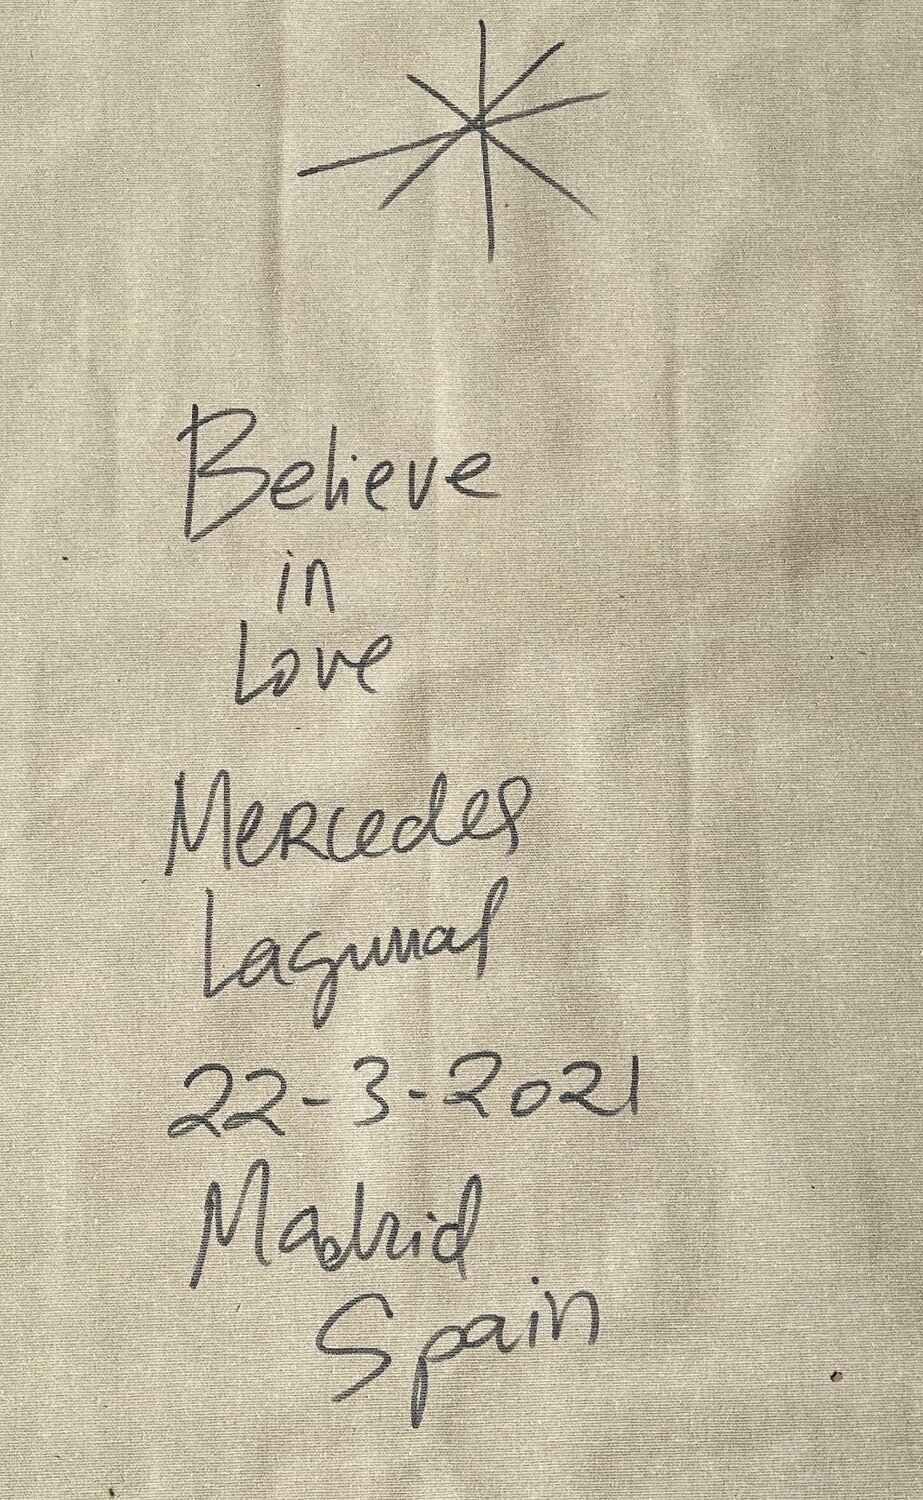 Believe
in
Love
Mercedes
Lagunas
22-3-2021
Madrid
Spain